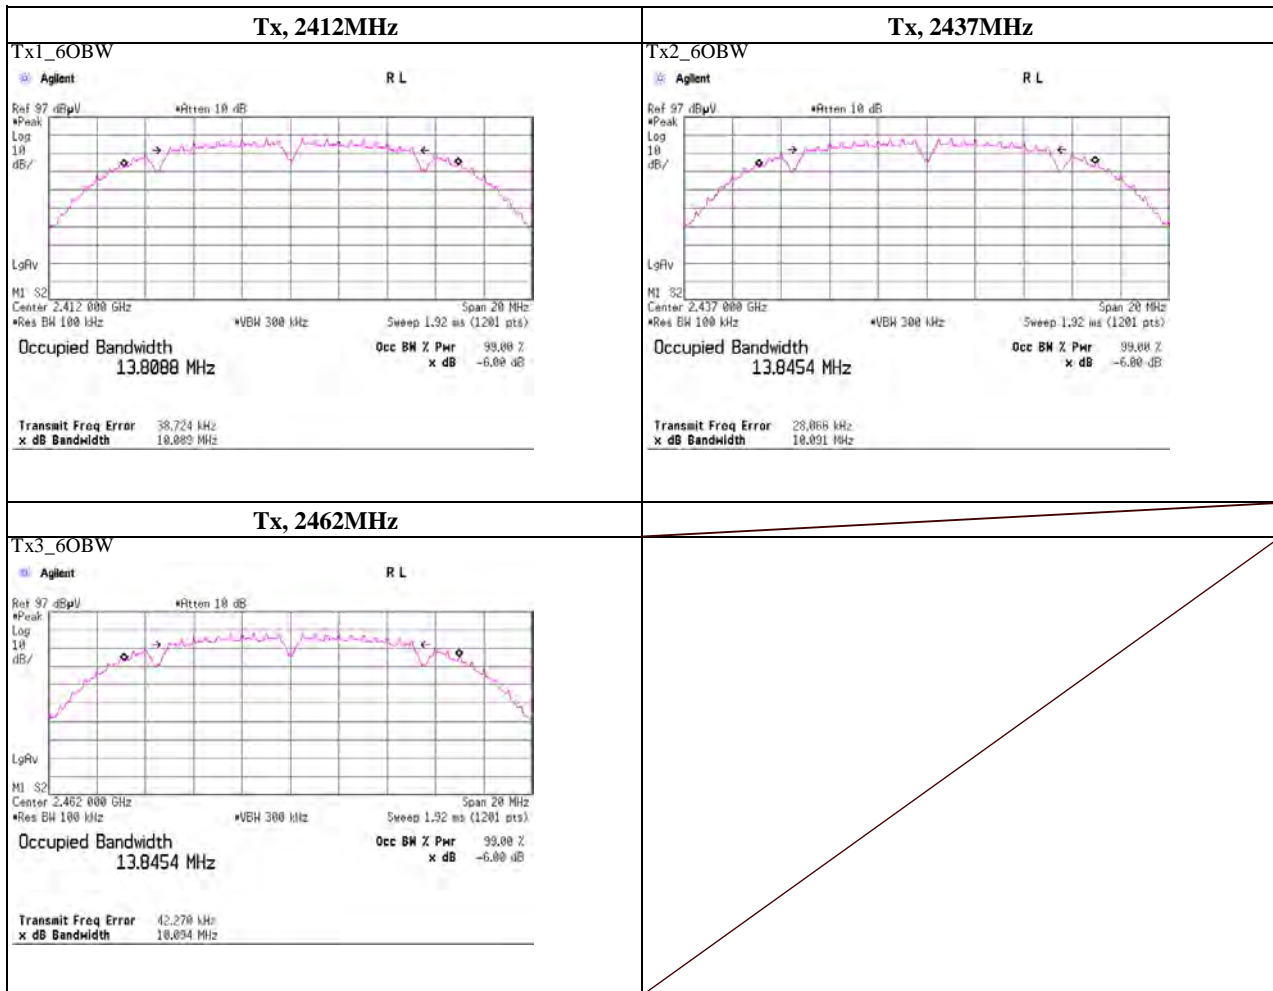 Tx, 2412MHz
Tx, 2437MHz
Tx1_6OBW
Agilent R L
Ref 97 dBµV *Atten 10 dB
*Peak
Log
10
dB/
LgAv
M1 S2
Center 2.412 000 GHz Span 20 MHz
*Res BW 100 kHz *VBW 300 kHz Sweep 1.92 ms (1201 pts)
Occupied Bandwidth Occ BW % Pwr 99.00 %
13.8088 MHz x dB -6.00 dB
Transmit Freq Error 38.724 kHz
x dB Bandwidth 10.089 MHz
Tx2_6OBW
Agilent R L
Ref 97 dBµV *Atten 10 dB
*Peak
Log
10
dB/
LgAv
M1 S2
Center 2.437 000 GHz Span 20 MHz
*Res BW 100 kHz *VBW 300 kHz Sweep 1.92 ms (1201 pts)
Occupied Bandwidth Occ BW % Pwr 99.00 %
13.8454 MHz x dB -6.00 dB
Transmit Freq Error
x dB Bandwidth 10.091 MHz
Tx, 2462MHz
Tx3_6OBW
Agilent R L
Ref 97 dBµV *Atten 10 dB
*Peak
Log
10
dB/
LgAv
M1 S2
Center 2.462 000 GHz Span 20 MHz
*Res BW 100 kHz *VBW 300 kHz Sweep 1.92 ms (1201 pts)
Occupied Bandwidth Occ BW % Pwr 99.00 %
13.8454 MHz x dB -6.00 dB
Transmit Freq Error 42.270 kHz
x dB Bandwidth 10.094 MHz